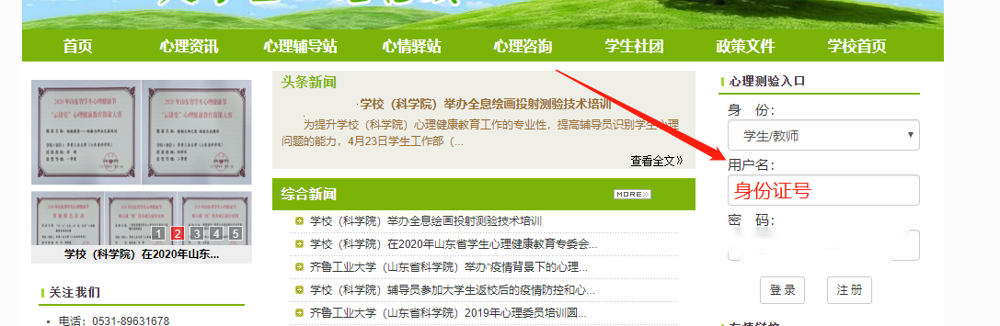 首页 心理资讯 心理辅导站 心情驿站 心理咨询 学生社团 政策文件 学校首页
学校（科学院）在2020年山东...
1 2 3 4 5
关注我们
电话：0531-89631678
头条新闻
·学校（科学院）举办全息绘画投射测验技术培训
为提升学校（科学院）心理健康教育工作的专业性，提高辅导员识别学生心理
问题的能力，4月23日学生工作部（...
查看全文》
综合新闻 MORE>>
学校（科学院）举办全息绘画投射测验技术培训
学校（科学院）在2020年山东省学生心理健康教育专委会...
齐鲁工业大学（山东省科学院）举办“疫情背景下的心理...
学校（科学院）辅导员参加大学生返校后的疫情防控和心...
齐鲁工业大学（山东省科学院）2019年心理委员培训圆...
心理测验入口
身 份：
学生/教师
用户名：
身份证号
密 码：
登 录 注 册